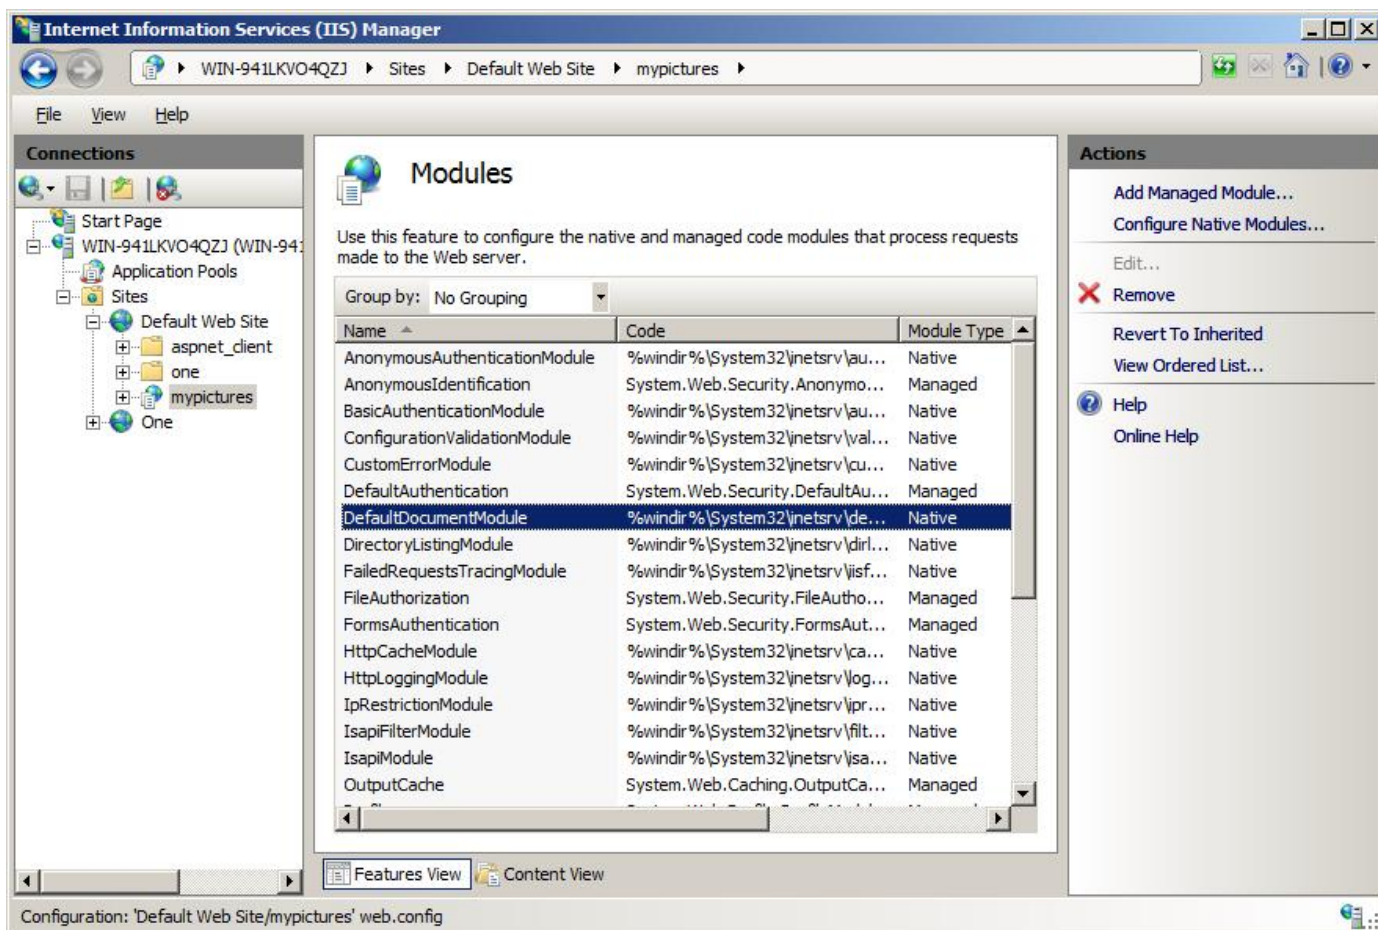 Internet Information Services (IIS) Manager
WIN-941LKVO4QZJ Sites Default Web Site mypictures
File View Help
Connections
Start Page
WIN-941LKVO4QZJ (WIN-941
Application Pools
Sites
Default Web Site
aspnet_client
one
mypictures
One
Modules
Use this feature to configure the native and managed code modules that process requests
made to the Web server.
Group by: No Grouping
Name Code Module Type
AnonymousAuthenticationModule %windir%\System32\inetsrv\au... Native
AnonymousIdentification System.Web.Security.Anonymo... Managed
BasicAuthenticationModule %windir%\System32\inetsrv\au... Native
ConfigurationValidationModule %windir%\System32\inetsrv\val... Native
CustomErrorModule %windir%\System32\inetsrv\cu... Native
DefaultAuthentication System.Web.Security.DefaultAu... Managed
DefaultDocumentModule %windir%\System32\inetsrv\de... Native
DirectoryListingModule %windir%\System32\inetsrv\dirl... Native
FailedRequestsTracingModule %windir%\System32\inetsrv\iisf... Native
FileAuthorization System.Web.Security.FileAutho... Managed
FormsAuthentication System.Web.Security.FormsAut... Managed
HttpCacheModule %windir%\System32\inetsrv\ca... Native
HttpLoggingModule %windir%\System32\inetsrv\log... Native
IpRestrictionModule %windir%\System32\inetsrv\ipr... Native
IsapiFilterModule %windir%\System32\inetsrv\filt... Native
IsapiModule %windir%\System32\inetsrv\isa... Native
OutputCache System.Web.Caching.OutputCa... Managed
Features View Content View
Actions
Add Managed Module...
Configure Native Modules...
Edit...
Remove
Revert To Inherited
View Ordered List...
Help
Online Help
Configuration: 'Default Web Site/mypictures' web.config